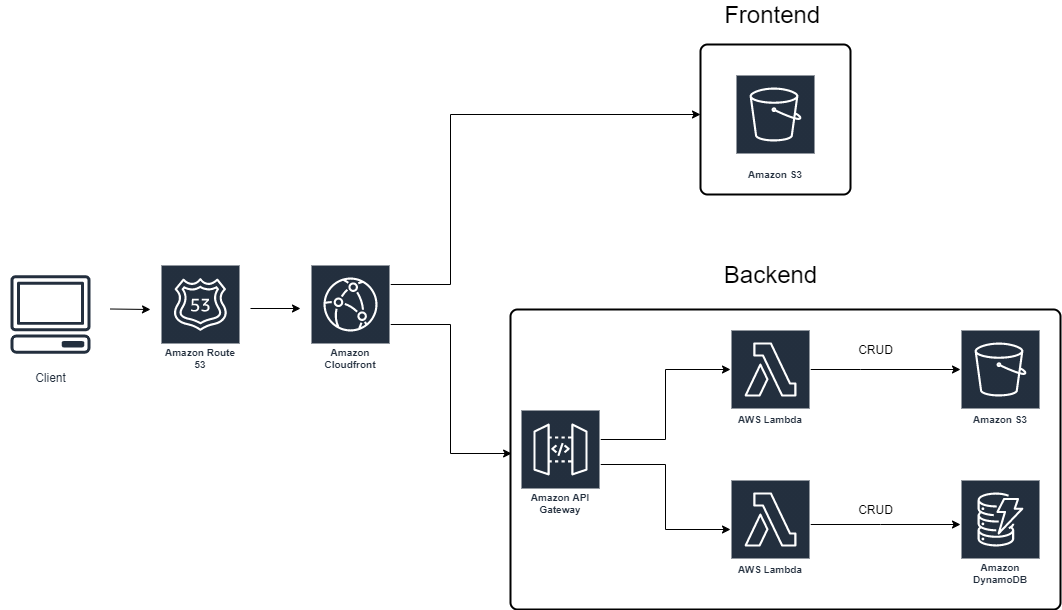 Frontend
Amazon S3
53
Client
Amazon Route
53
Amazon
Cloudfront
Backend
</>
Amazon API
Gateway
AWS Lambda
CRUD
Amazon S3
AWS Lambda
CRUD
Amazon
DynamoDB